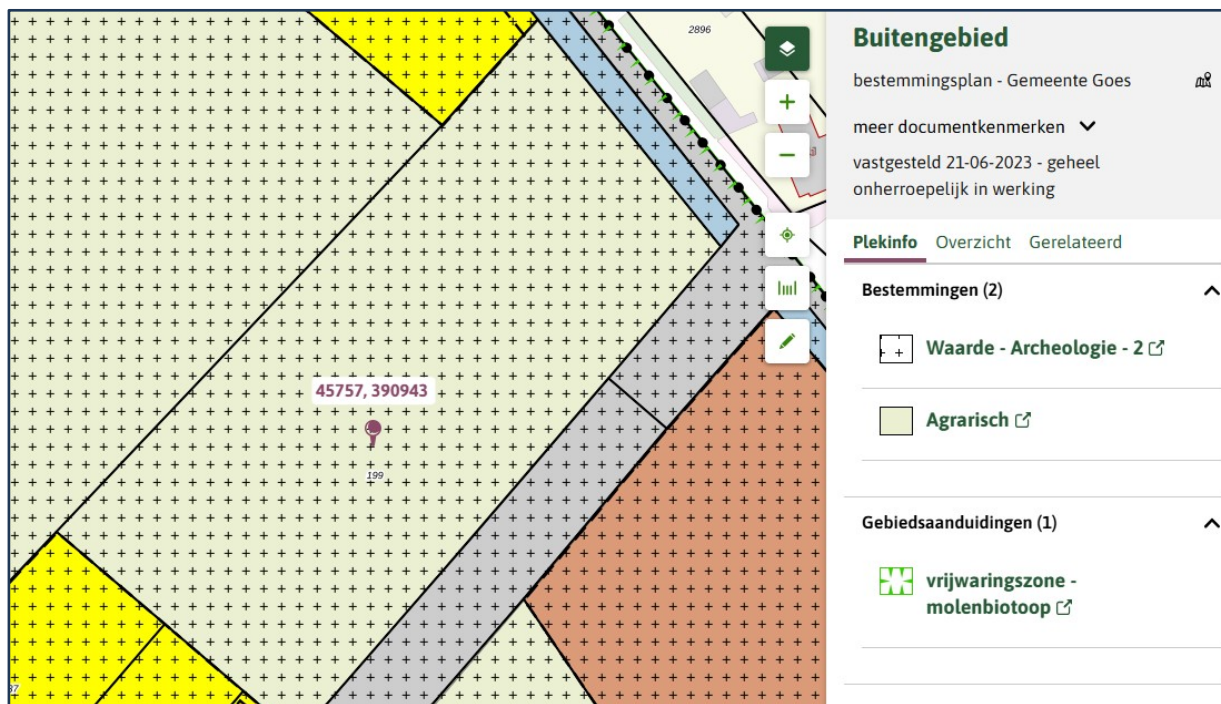 2896
45757, 390943
199
37
Buitengebied
bestemmingsplan - Gemeente Goes
meer documentkenmerken
vastgesteld 21-06-2023 - geheel
onherroepelijk in werking
Plekinfo Overzicht Gerelateerd
Bestemmingen (2)
Waarde - Archeologie - 2
Agrarisch
Gebiedsaanduidingen (1)
vrijwaringszone -
molenbiotoop